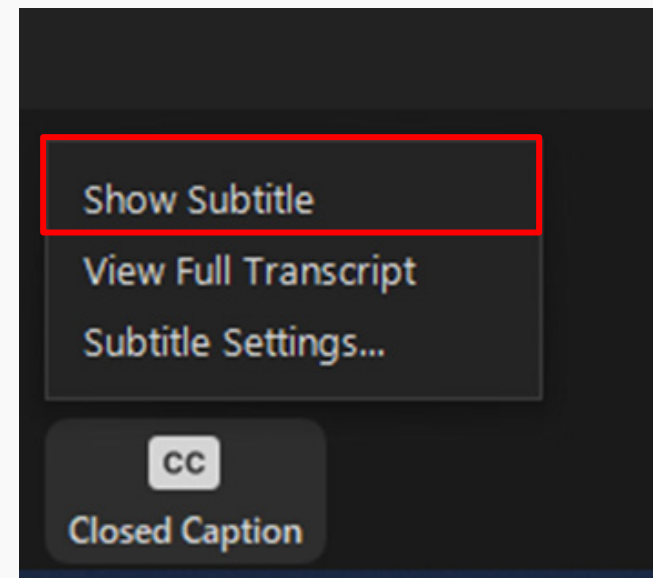 Show Subtitle
View Full Transcript
Subtitle Settings...
CC
Closed Caption